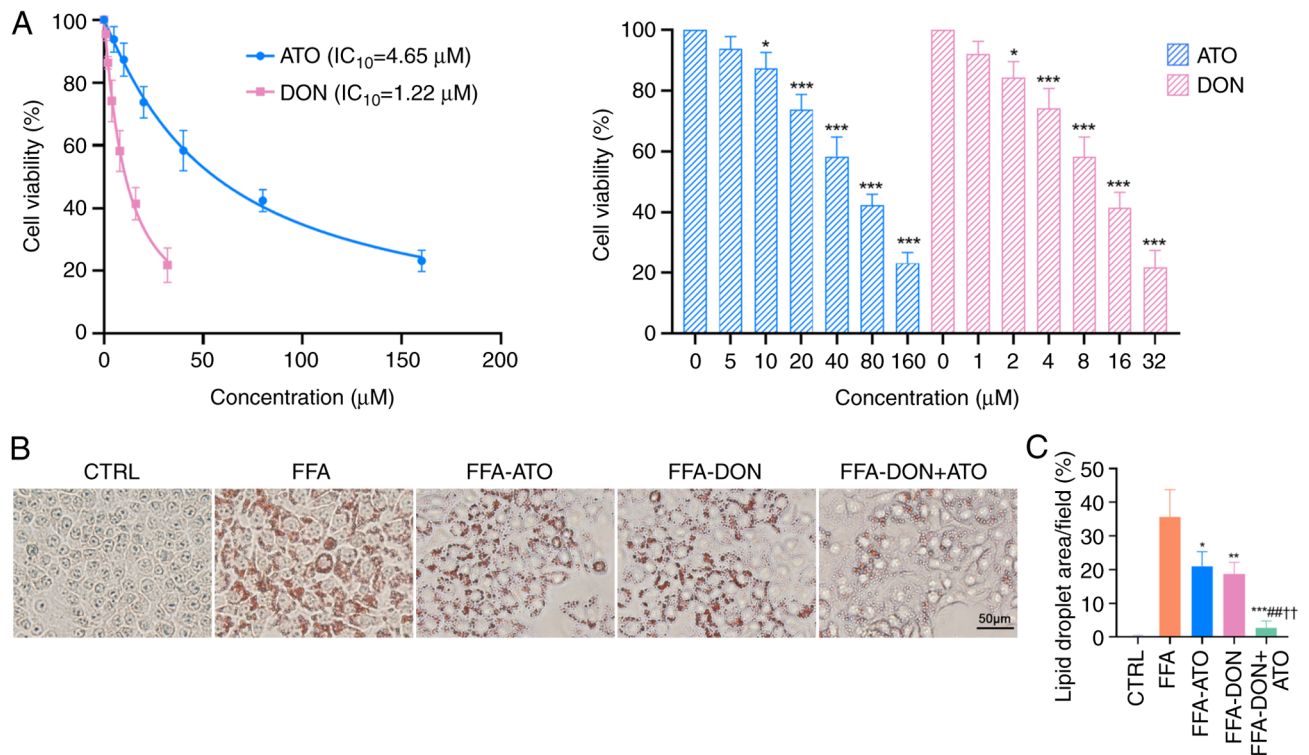 A
100
80
60
40
20
0
Cell viability (%)
0 50 100 150 200
Concentration (μM)
ATO (IC10=4.65 μM)
DON (IC10=1.22 μM)
100
80
60
40
20
0
Cell viability (%)
* *** *** *** ***
* *** *** *** ***
0 5 10 20 40 80 160 0 1 2 4 8 16 32
Concentration (μM)
ATO
DON
B
CTRL FFA FFA-ATO FFA-DON FFA-DON+ATO
50μm
C
Lipid droplet area/field (%)
50
40
30
20
10
0
* ** ***##††
CTRL
FFA
FFA-ATO
FFA-DON
FFA-DON+
ATO